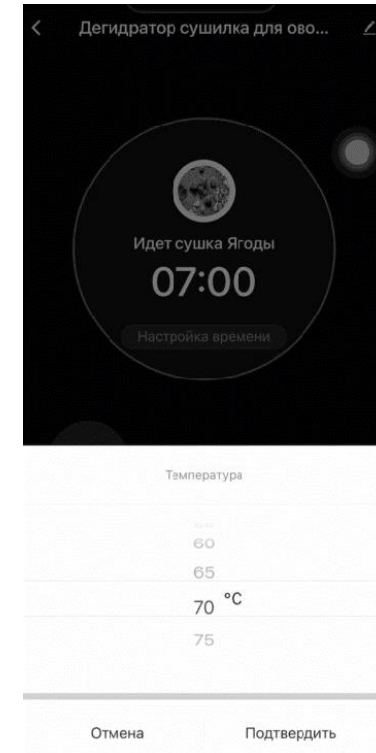 Дегидратор сушилка для ово...
Идет сушка Ягоды
07:00
Настройка времени
Температура
60
65
70 °C
75
Отмена
Подтвердить